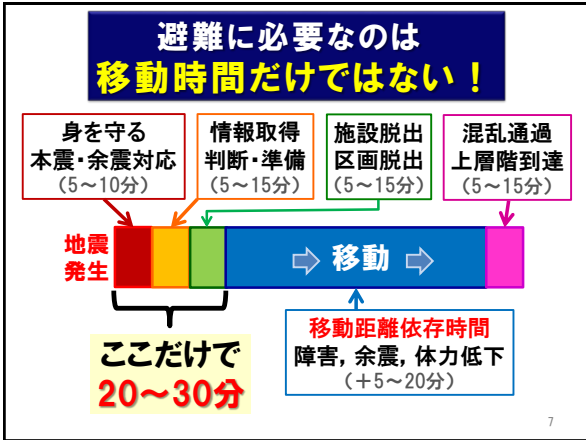 避難に必要なのは
移動時間だけではない！
身を守る
本震・余震対応
（5～10分）
情報取得
判断・準備
（5～15分）
施設脱出
区画脱出
（5～15分）
混乱通過
上層階到達
（5～15分）
地震
発生
⇨ 移動 ⇨
ここだけで
20～30分
移動距離依存時間
障害，余震，体力低下
（＋5～20分）
7